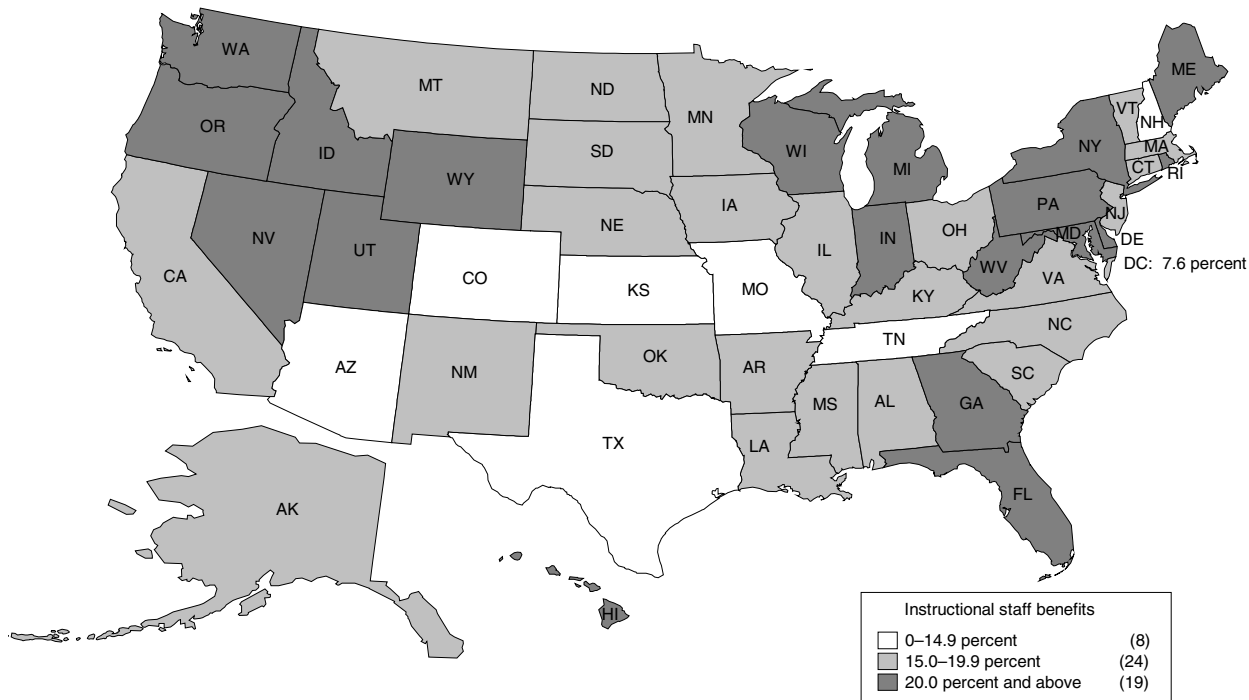 WA
ME
MT
ND
VT
MN
NH
OR
MA
NY
SD
WI
ID
CT
MI
RI
WY
PA
IA
NJ
NE
OH
MD
NV
IN
DE
UT
IL
DC: 7.6 percent
WV
CA
CO
VA
KS
MO
KY
NC
TN
OK
AZ
AR
NM
SC
MS
AL
GA
TX
LA
FL
AK
HI
Instructional staff benefits
0–14.9 percent (8)
15.0–19.9 percent (24)
20.0 percent and above (19)